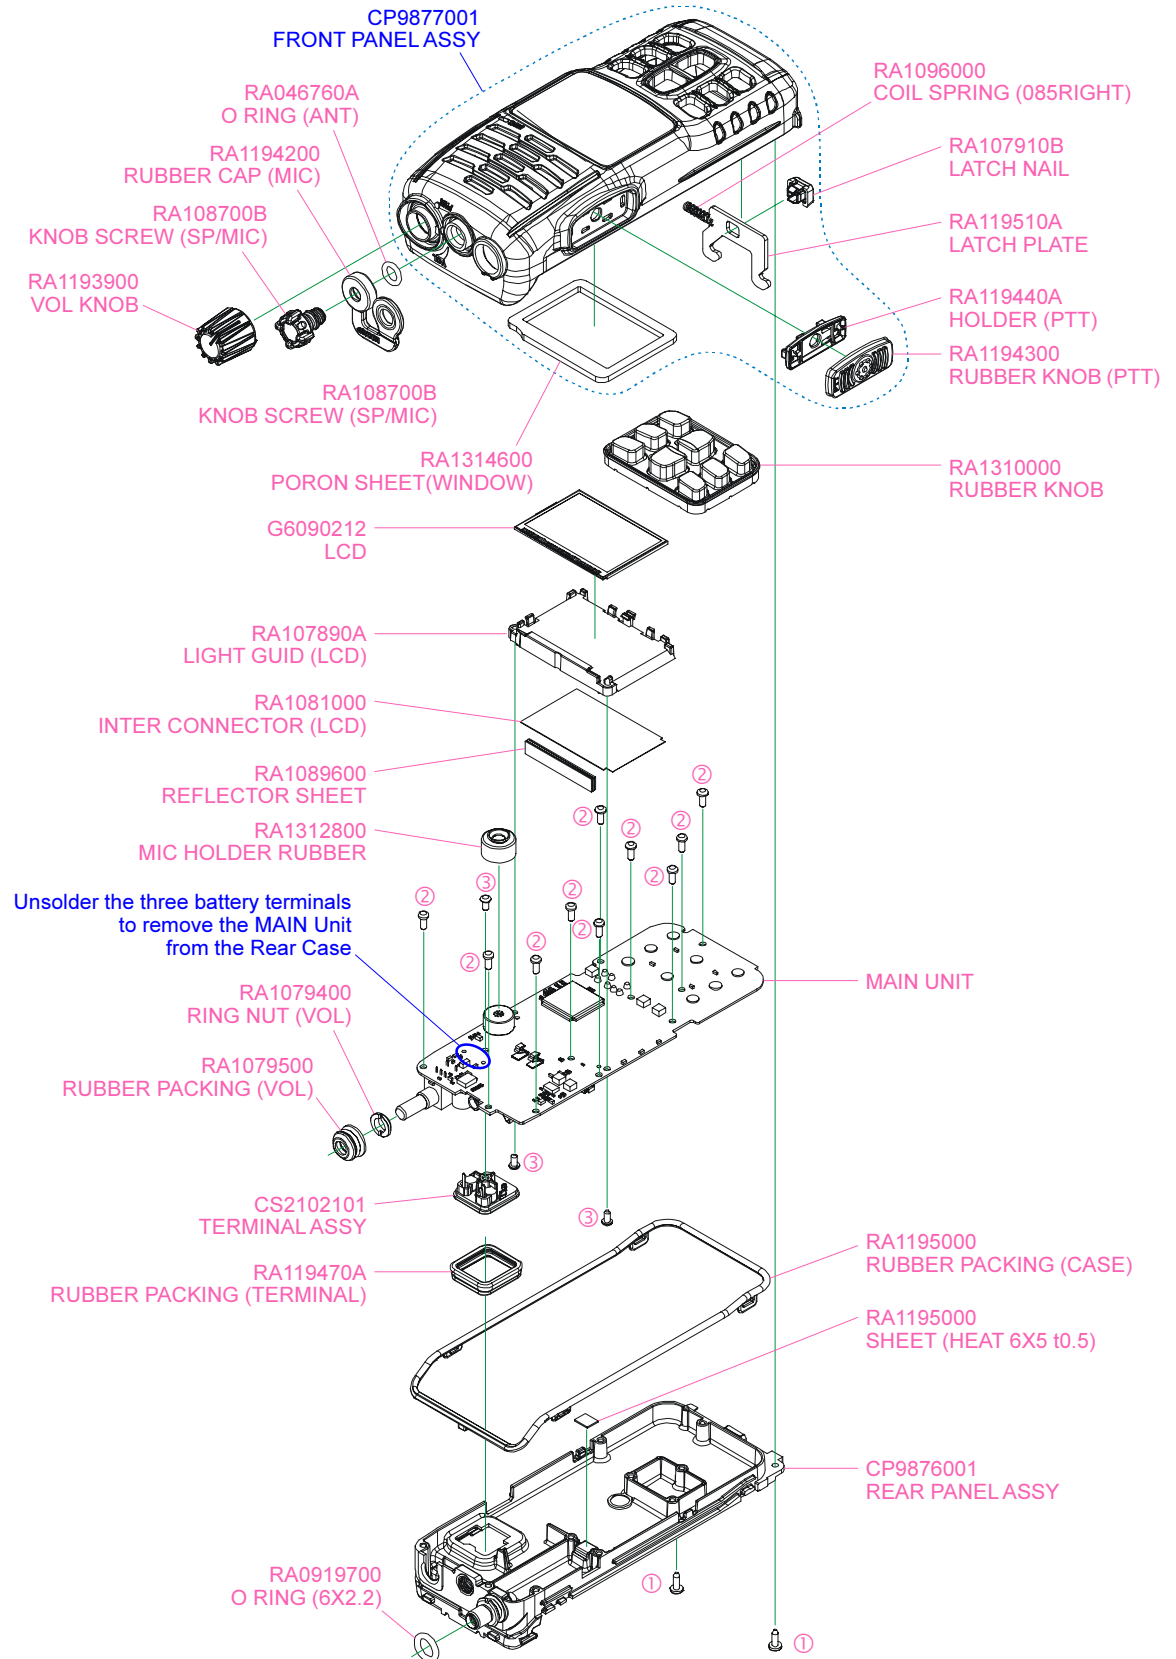 CP9877001
FRONT PANEL ASSY
RA046760A
O RING (ANT)
RA1194200
RUBBER CAP (MIC)
RA108700B
KNOB SCREW (SP/MIC)
RA1193900
VOL KNOB
RA1096000
COIL SPRING (085RIGHT)
RA107910B
LATCH NAIL
RA119510A
LATCH PLATE
RA119440A
HOLDER (PTT)
RA1194300
RUBBER KNOB (PTT)
RA108700B
KNOB SCREW (SP/MIC)
RA1314600
PORON SHEET(WINDOW)
RA1310000
RUBBER KNOB
G6090212
LCD
RA107890A
LIGHT GUID (LCD)
RA1081000
INTER CONNECTOR (LCD)
RA1089600
REFLECTOR SHEET
②
②
②
②
②
RA1312800
MIC HOLDER RUBBER
③
②
②
②
②
②
Unsolder the three battery terminals
to remove the MAIN Unit
from the Rear Case
MAIN UNIT
RA1079400
RING NUT (VOL)
RA1079500
RUBBER PACKING (VOL)
③
CS2102101
TERMINAL ASSY
③
RA119470A
RUBBER PACKING (TERMINAL)
RA1195000
RUBBER PACKING (CASE)
RA1195000
SHEET (HEAT 6X5 t0.5)
CP9876001
REAR PANEL ASSY
RA0919700
O RING (6X2.2)
①
①